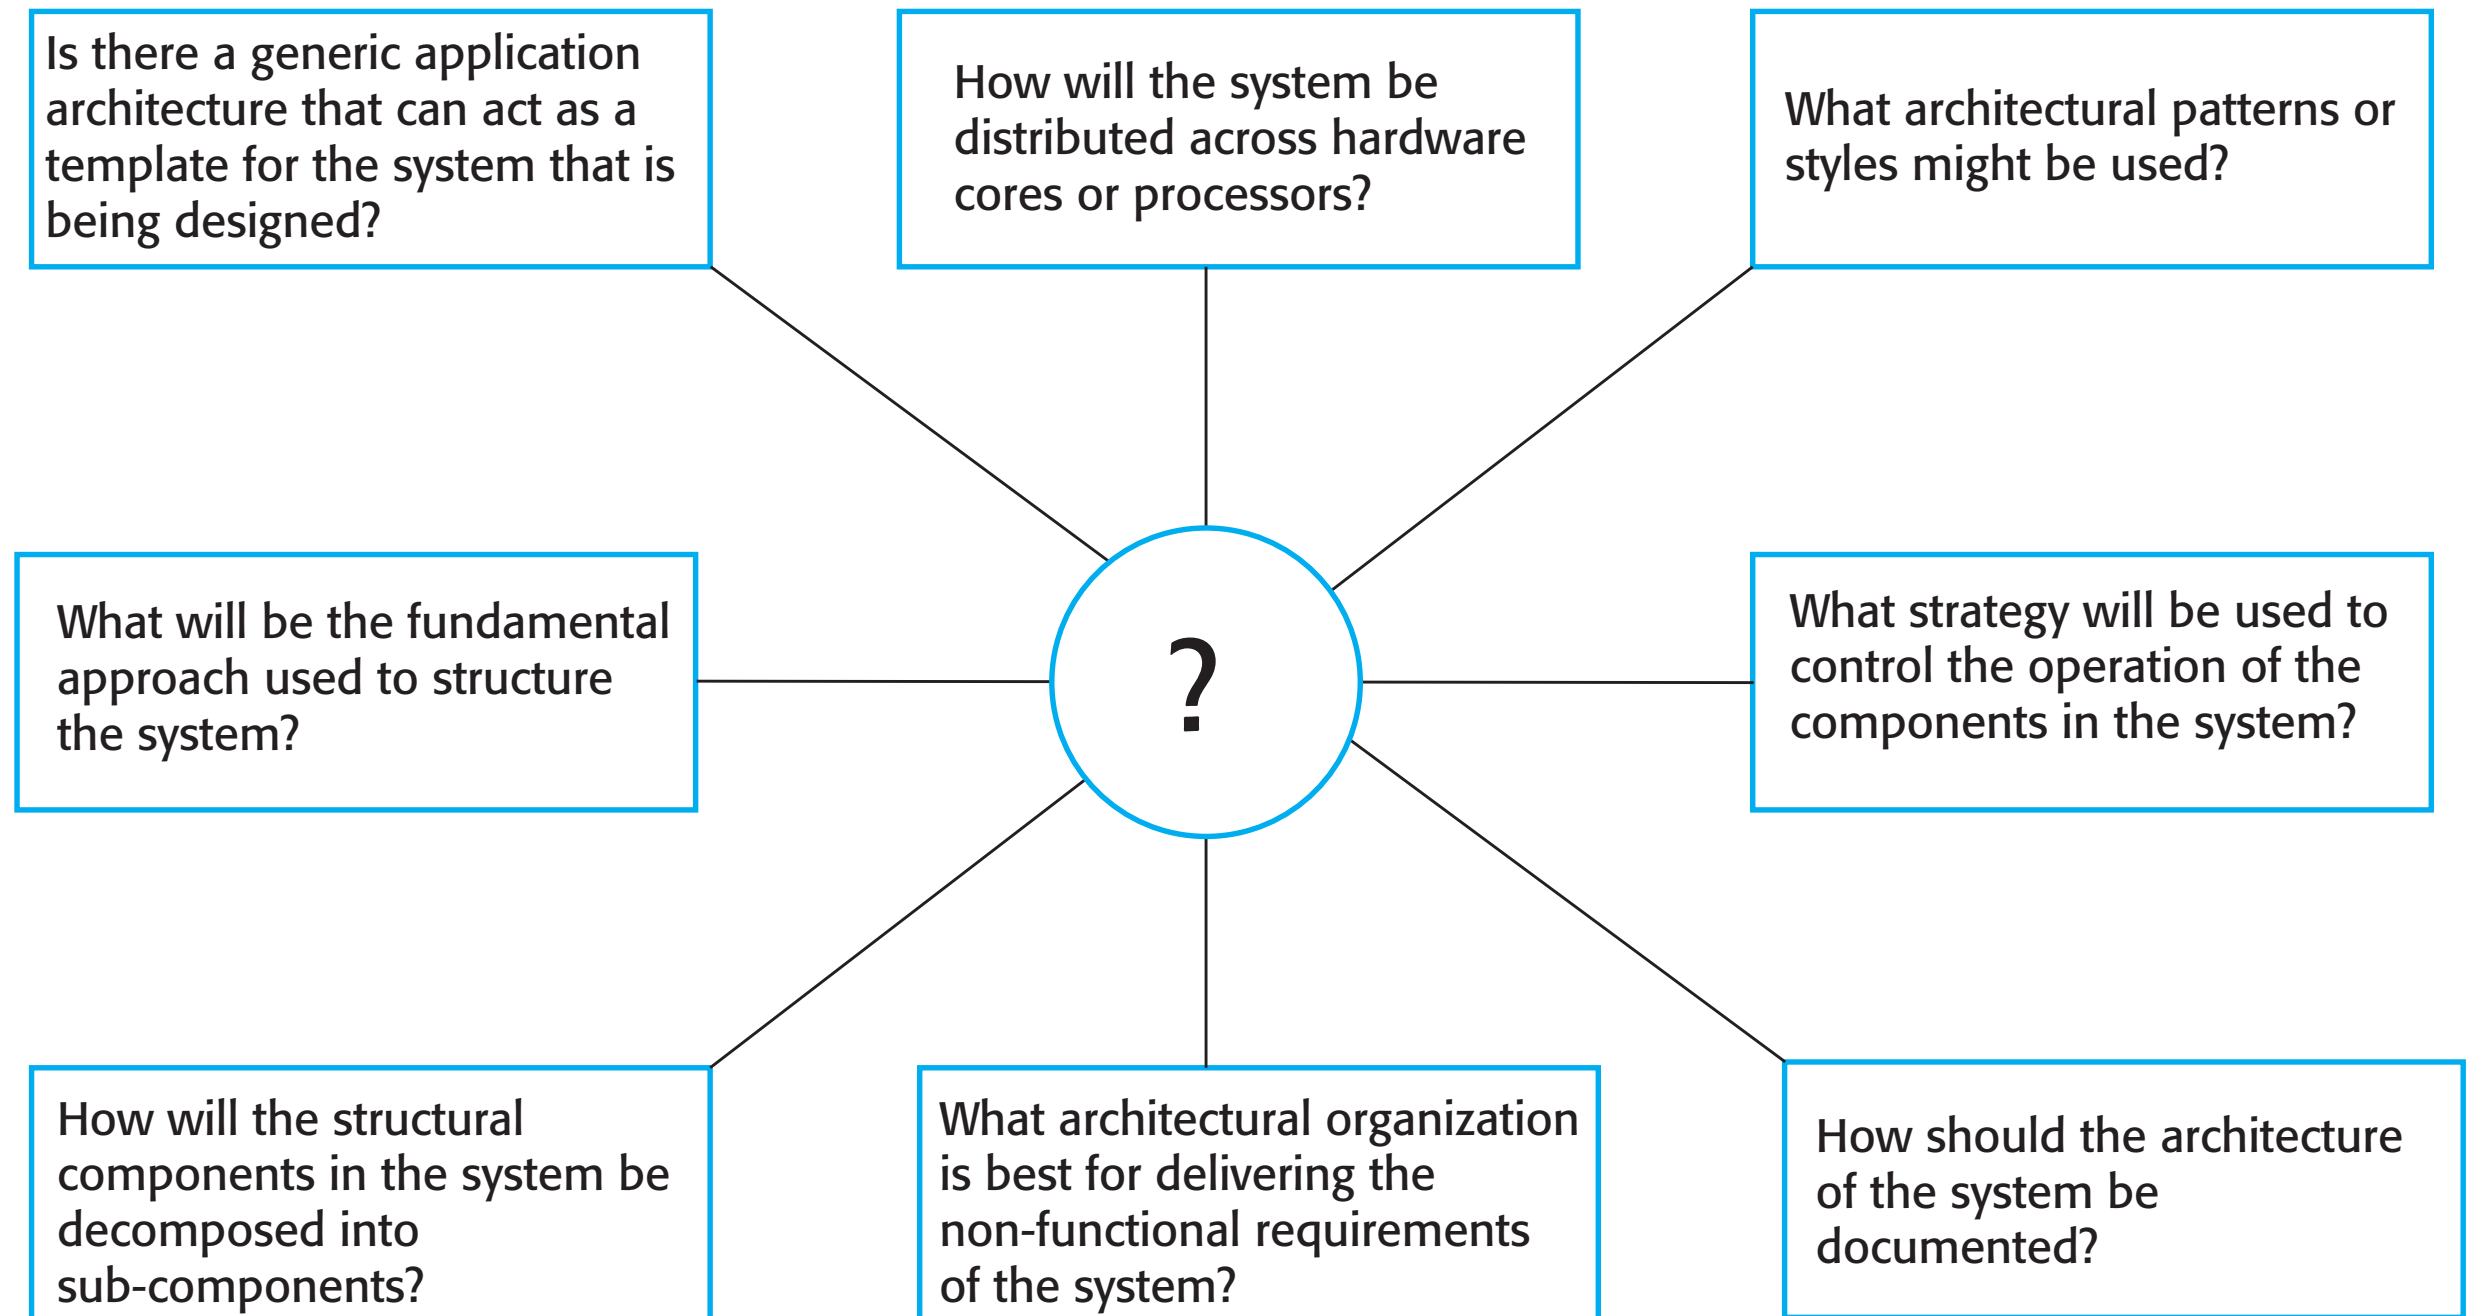 Is there a generic application
architecture that can act as a
template for the system that is
being designed?
How will the system be
distributed across hardware
cores or processors?
What architectural patterns or
styles might be used?
What will be the fundamental
approach used to structure
the system?
?
What strategy will be used to
control the operation of the
components in the system?
How will the structural
components in the system be
decomposed into
sub-components?
What architectural organization
is best for delivering the
non-functional requirements
of the system?
How should the architecture
of the system be
documented?